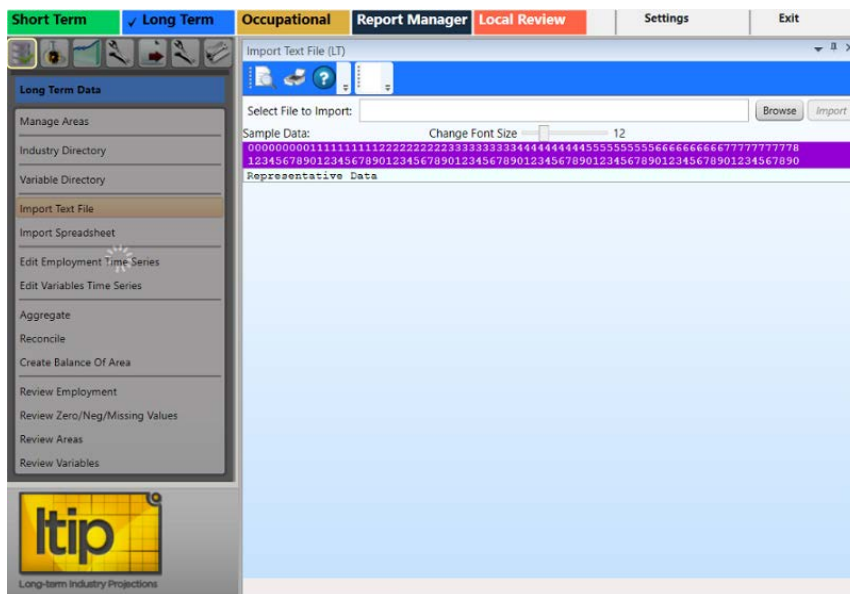 Short Term ✓ Long Term Occupational Report Manager Local Review Settings Exit
Import Text File (LT)
Long Term Data
Manage Areas
Industry Directory
Variable Directory
Import Text File
Import Spreadsheet
Edit Employment Time Series
Edit Variables Time Series
Aggregate
Reconcile
Create Balance Of Area
Review Employment
Review Zero/Neg/Missing Values
Review Areas
Review Variables
ltip
Long-term Industry Projections
Select File to Import: Browse Import
Sample Data: Change Font Size 12
00000000011111111112222222222333333333344444444445555555555666666666677777777778
12345678901234567890123456789012345678901234567890123456789012345678901234567890
Representative Data